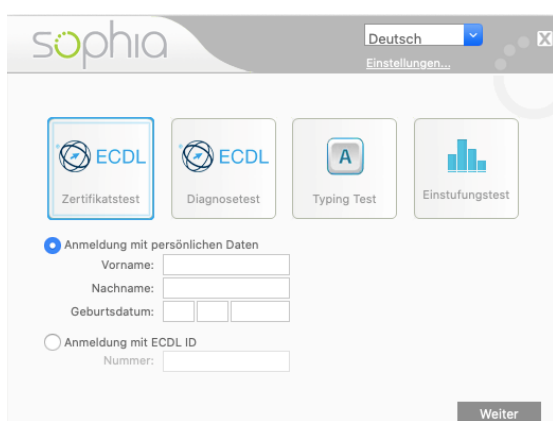 sophia
Deutsch
Einstellungen...
X
ECDL
Zertifikatstest
ECDL
Diagnosetest
A
Typing Test
Einstufungstest
Anmeldung mit persönlichen Daten
Vorname:
Nachname:
Geburtsdatum:
Anmeldung mit ECDL ID
Nummer:
Weiter